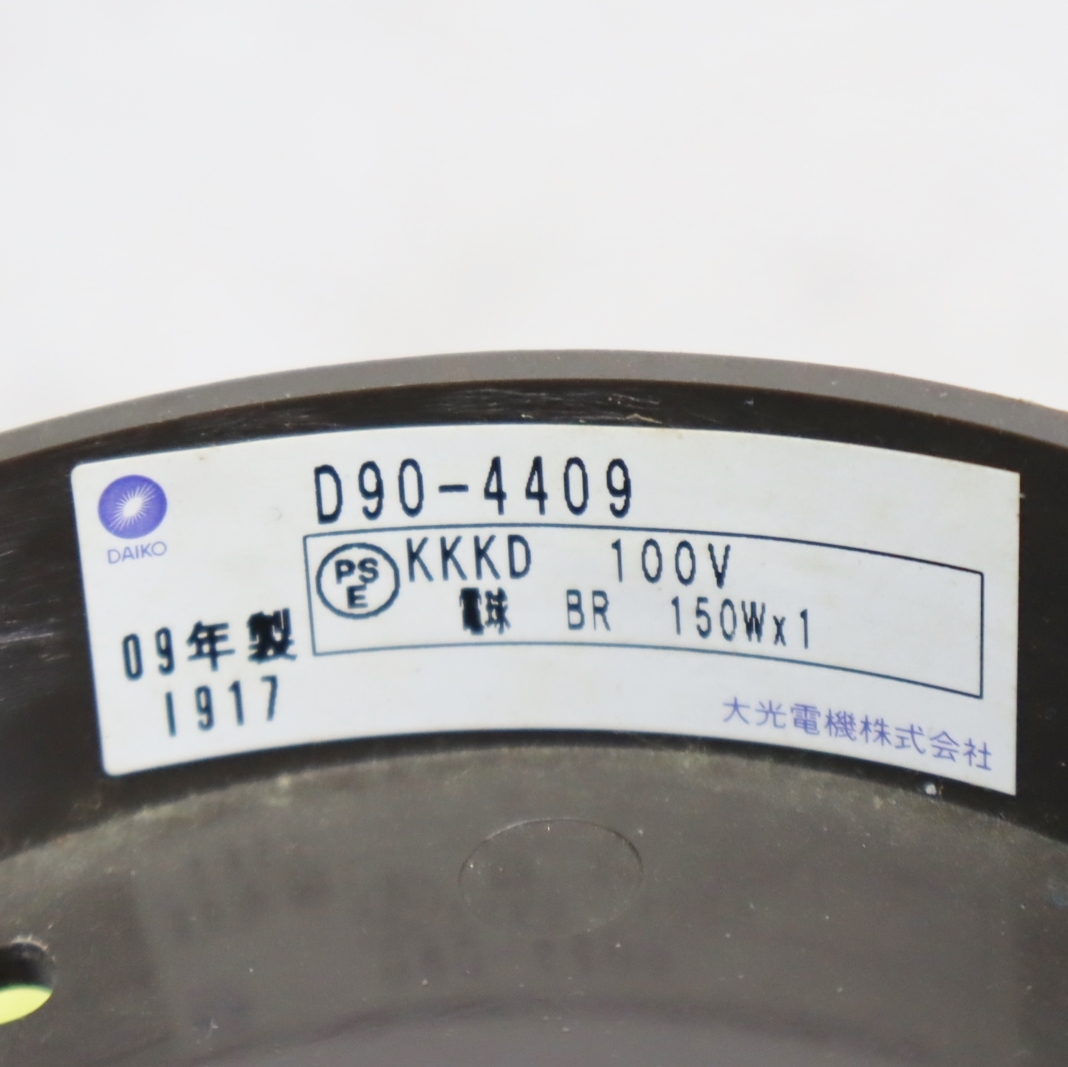 DAIKO
D90-4409
PS
E
KKKD 100V
電球 BR 150Wx1
09年製
1917
大光電機株式会社